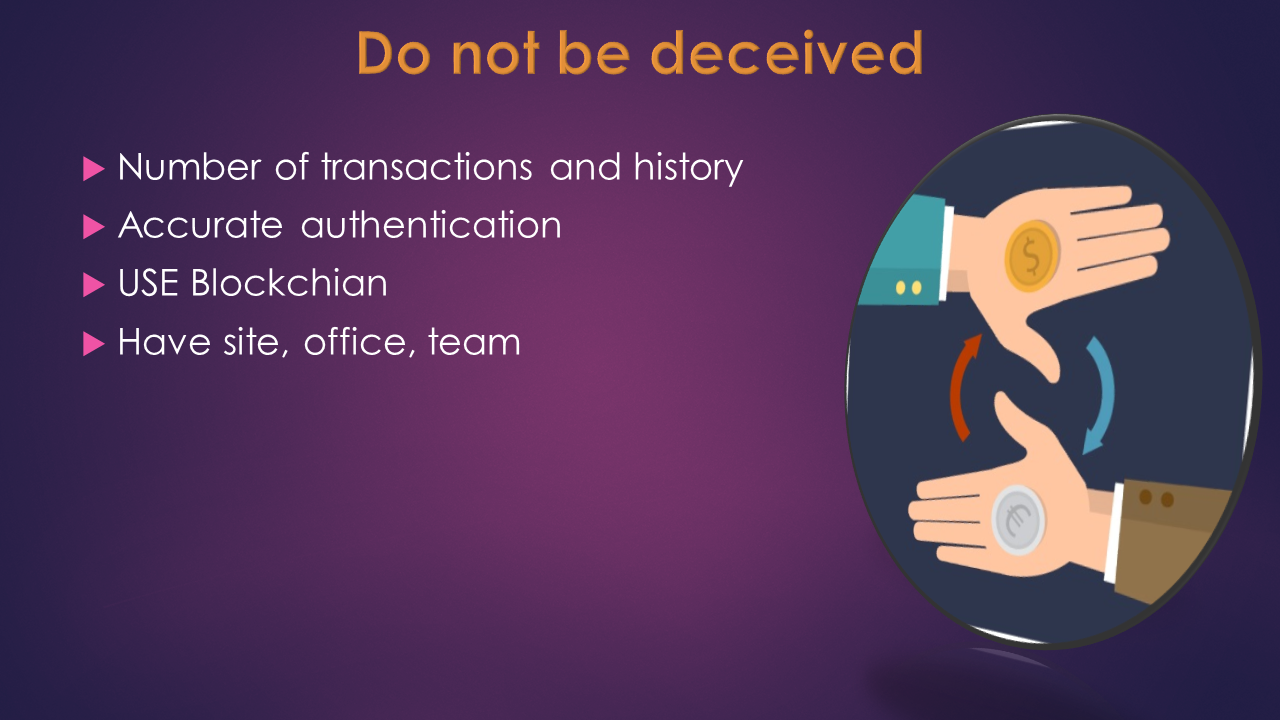 Do not be deceived
Number of transactions and history
Accurate authentication
USE Blockchian
Have site, office, team
$
€